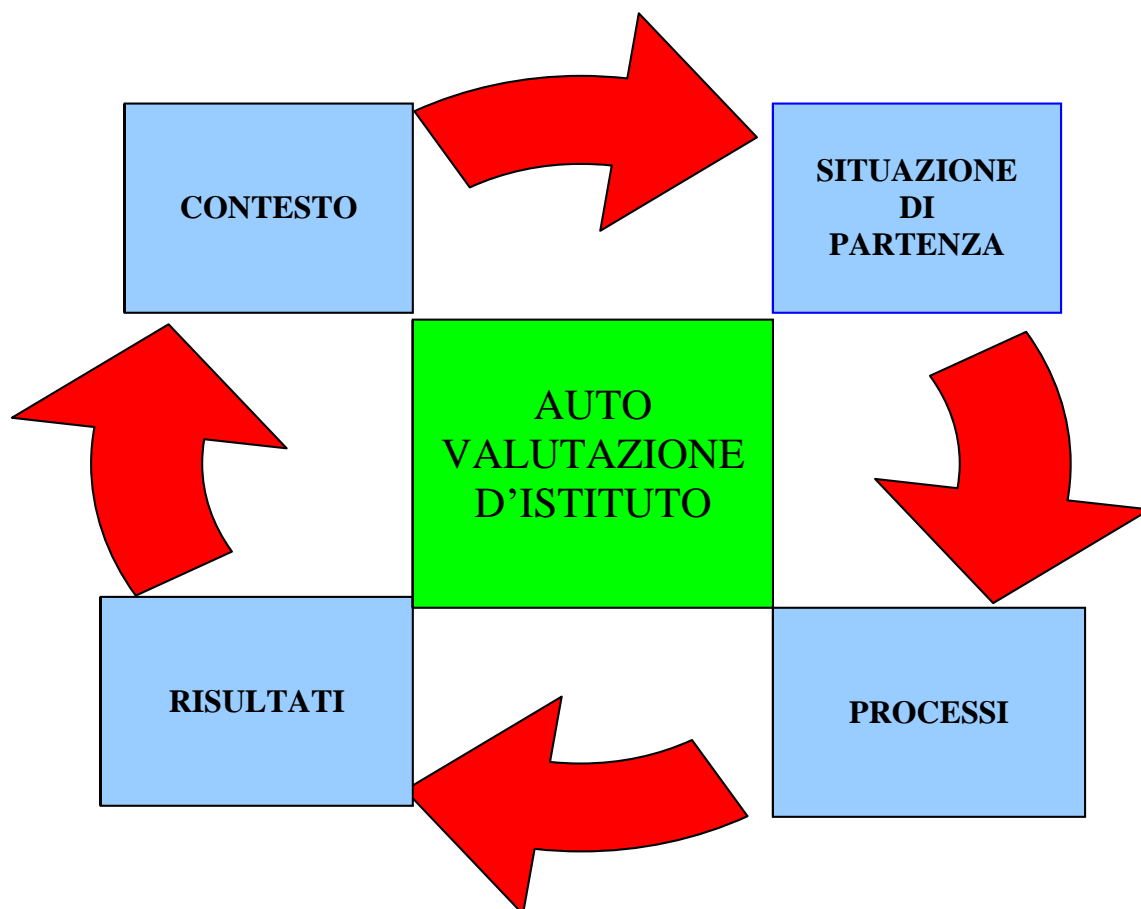 CONTESTO
SITUAZIONE
DI
PARTENZA
AUTO
VALUTAZIONE
D’ISTITUTO
RISULTATI
PROCESSI